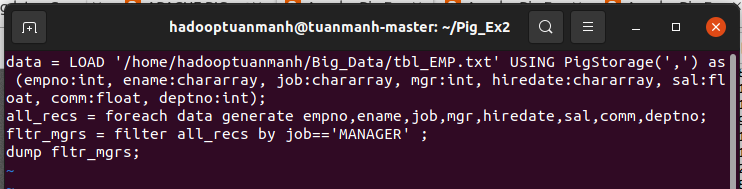 hadooptuanmanh@tuanmanh-master: ~/Pig_Ex2
data = LOAD '/home/hadooptuanmanh/Big_Data/tbl_EMP.txt' USING PigStorage(',') as
 (empno:int, ename:chararray, job:chararray, mgr:int, hiredate:chararray, sal:fl
oat, comm:float, deptno:int);
all_recs = foreach data generate empno,ename,job,mgr,hiredate,sal,comm,deptno;
fltr_mgrs = filter all_recs by job=='MANAGER' ;
dump fltr_mgrs;
~